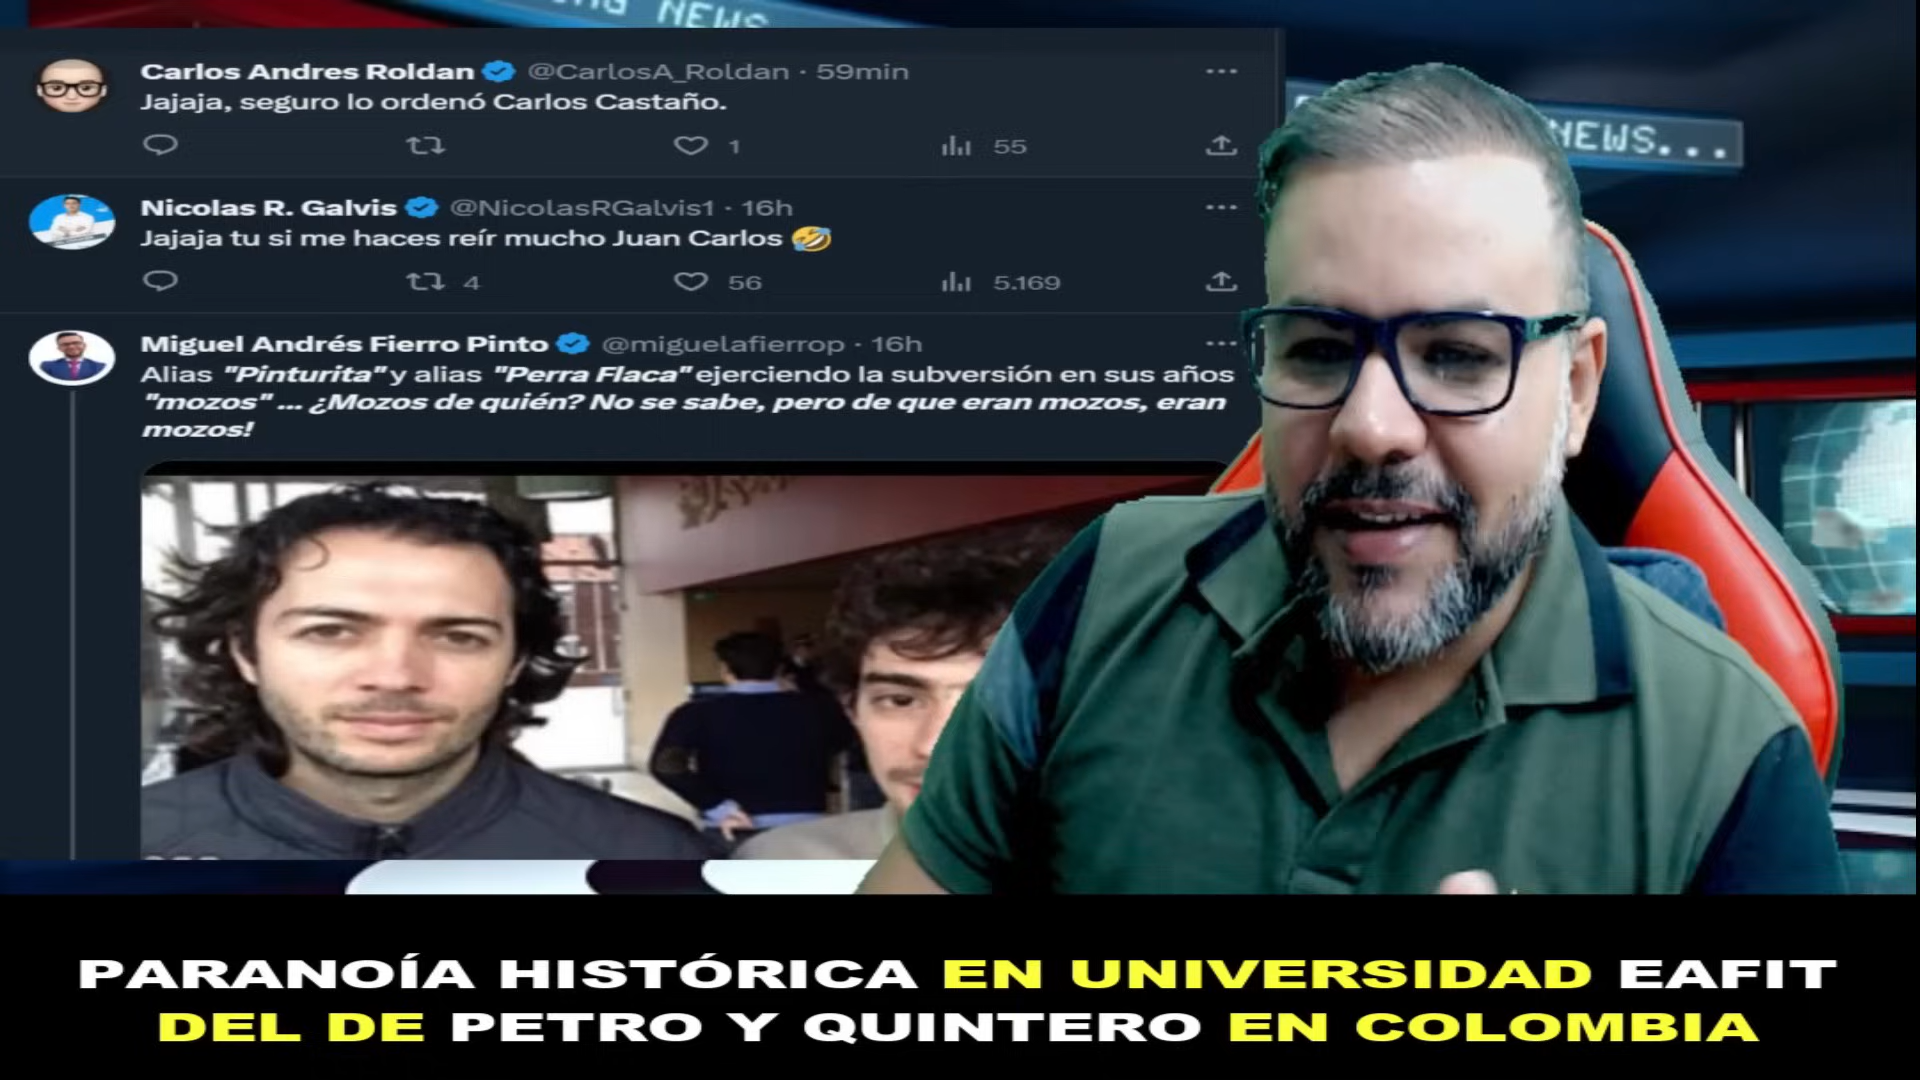 NEWS
Carlos Andres Roldan @CarlosA_Roldan · 59min
Jajaja, seguro lo ordenó Carlos Castaño.
1 55
NEWS...
Nicolas R. Galvis @NicolasRGalvis1 · 16h
Jajaja tu si me haces reír mucho Juan Carlos 🤣
4 56 5.169
Miguel Andrés Fierro Pinto @miguelafierrop · 16h
Alias "Pinturita" y alias "Perra Flaca" ejerciendo la subversión en sus años
"mozos" ... ¿Mozos de quién? No se sabe, pero de que eran mozos, eran
mozos!
PARANOÍA HISTÓRICA EN UNIVERSIDAD EAFIT
DEL DE PETRO Y QUINTERO EN COLOMBIA